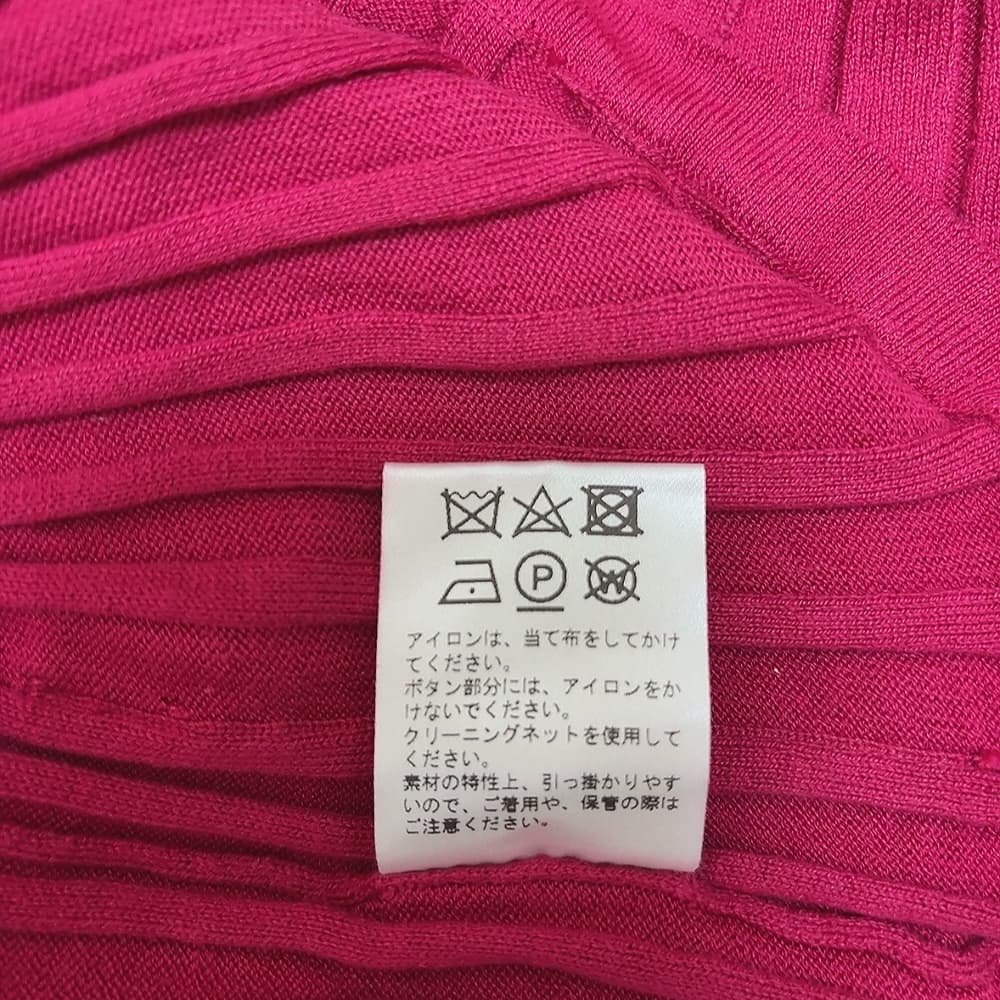 P W
アイロンは、当て布をしてかけ
てください。
ボタン部分には、アイロンをか
けないでください。
クリーニングネットを使用して
ください。
素材の特性上、引っ掛かりやす
いので、ご着用や、保管の際は
ご注意ください。